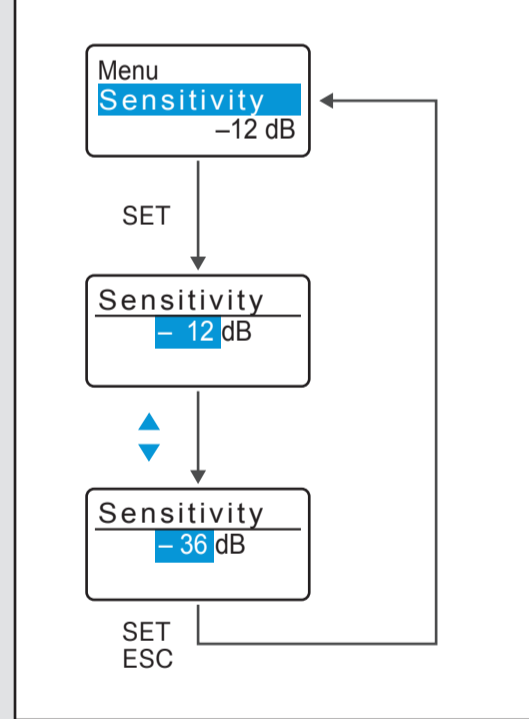 Menu
Sensitivity
–12 dB
SET
Sensitivity
– 12 dB
Sensitivity
– 36 dB
SET
ESC